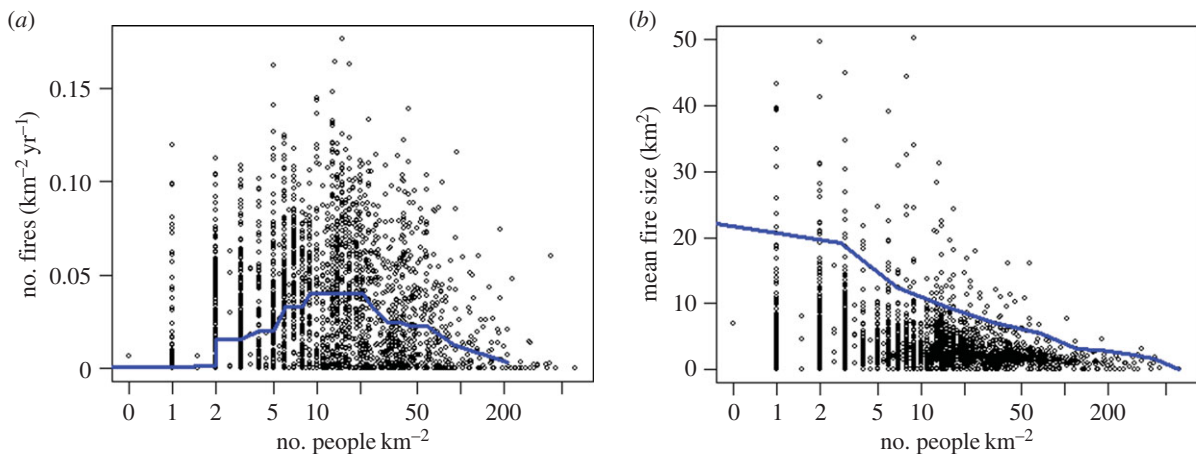 (a)
0.15
0.10
0.05
0
no. fires (km⁻² yr⁻¹)
0 1 2 5 10 50 200
no. people km⁻²
(b)
50
40
30
20
10
0
mean fire size (km²)
0 1 2 5 10 50 200
no. people km⁻²